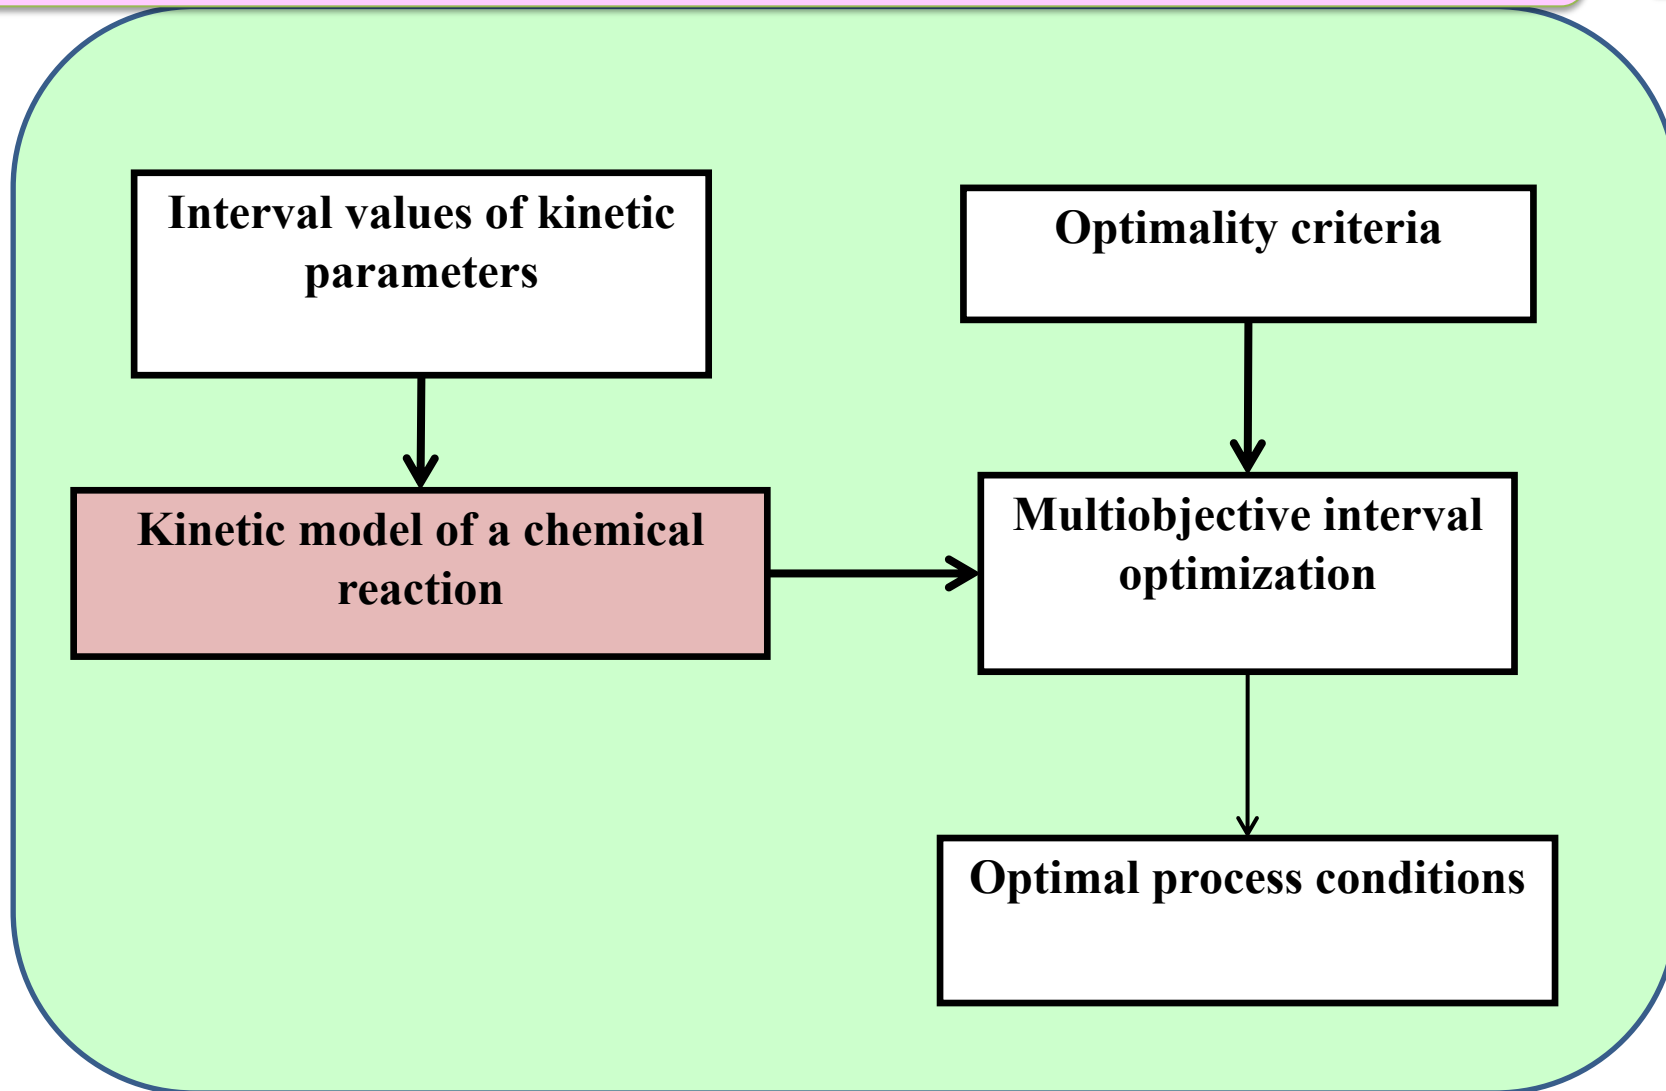 Interval values of kinetic
parameters
Optimality criteria
Kinetic model of a chemical
reaction
Multiobjective interval
optimization
Optimal process conditions